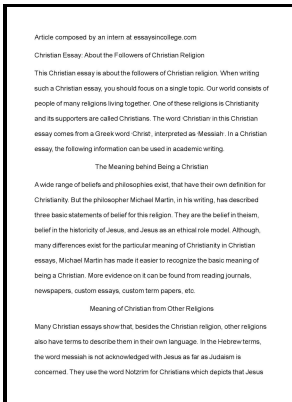 Article composed by an intern at essaysincollege.com
Christian Essay: About the Followers of Christian Religion
This Christian essay is about the followers of Christian religion. When writing
such a Christian essay, you should focus on a single topic. Our world consists of
people of many religions living together. One of these religions is Christianity
and its supporters are called Christians. The word 'Christian' in this Christian
essay comes from a Greek word 'Christ', interpreted as 'Messiah'. In a Christian
essay, the following information can be used in academic writing.
The Meaning behind Being a Christian
A wide range of beliefs and philosophies exist, that have their own definition for
Christianity. But the philosopher Michael Martin, in his writing, has described
three basic statements of belief for this religion. They are the belief in theism,
belief in the historicity of Jesus, and Jesus as an ethical role model. Although,
many differences exist for the particular meaning of Christianity in Christian
essays, Michael Martin has made it easier to recognize the basic meaning of
being a Christian. More evidence on it can be found from reading journals,
newspapers, custom essays, custom term papers, etc.
Meaning of Christian from Other Religions
Many Christian essays show that, besides the Christian religion, other religions
also have terms to describe them in their own language. In the Hebrew terms,
the word messiah is not acknowledged with Jesus as far as Judaism is
concerned. They use the word Notzrim for Christians which depicts that Jesus